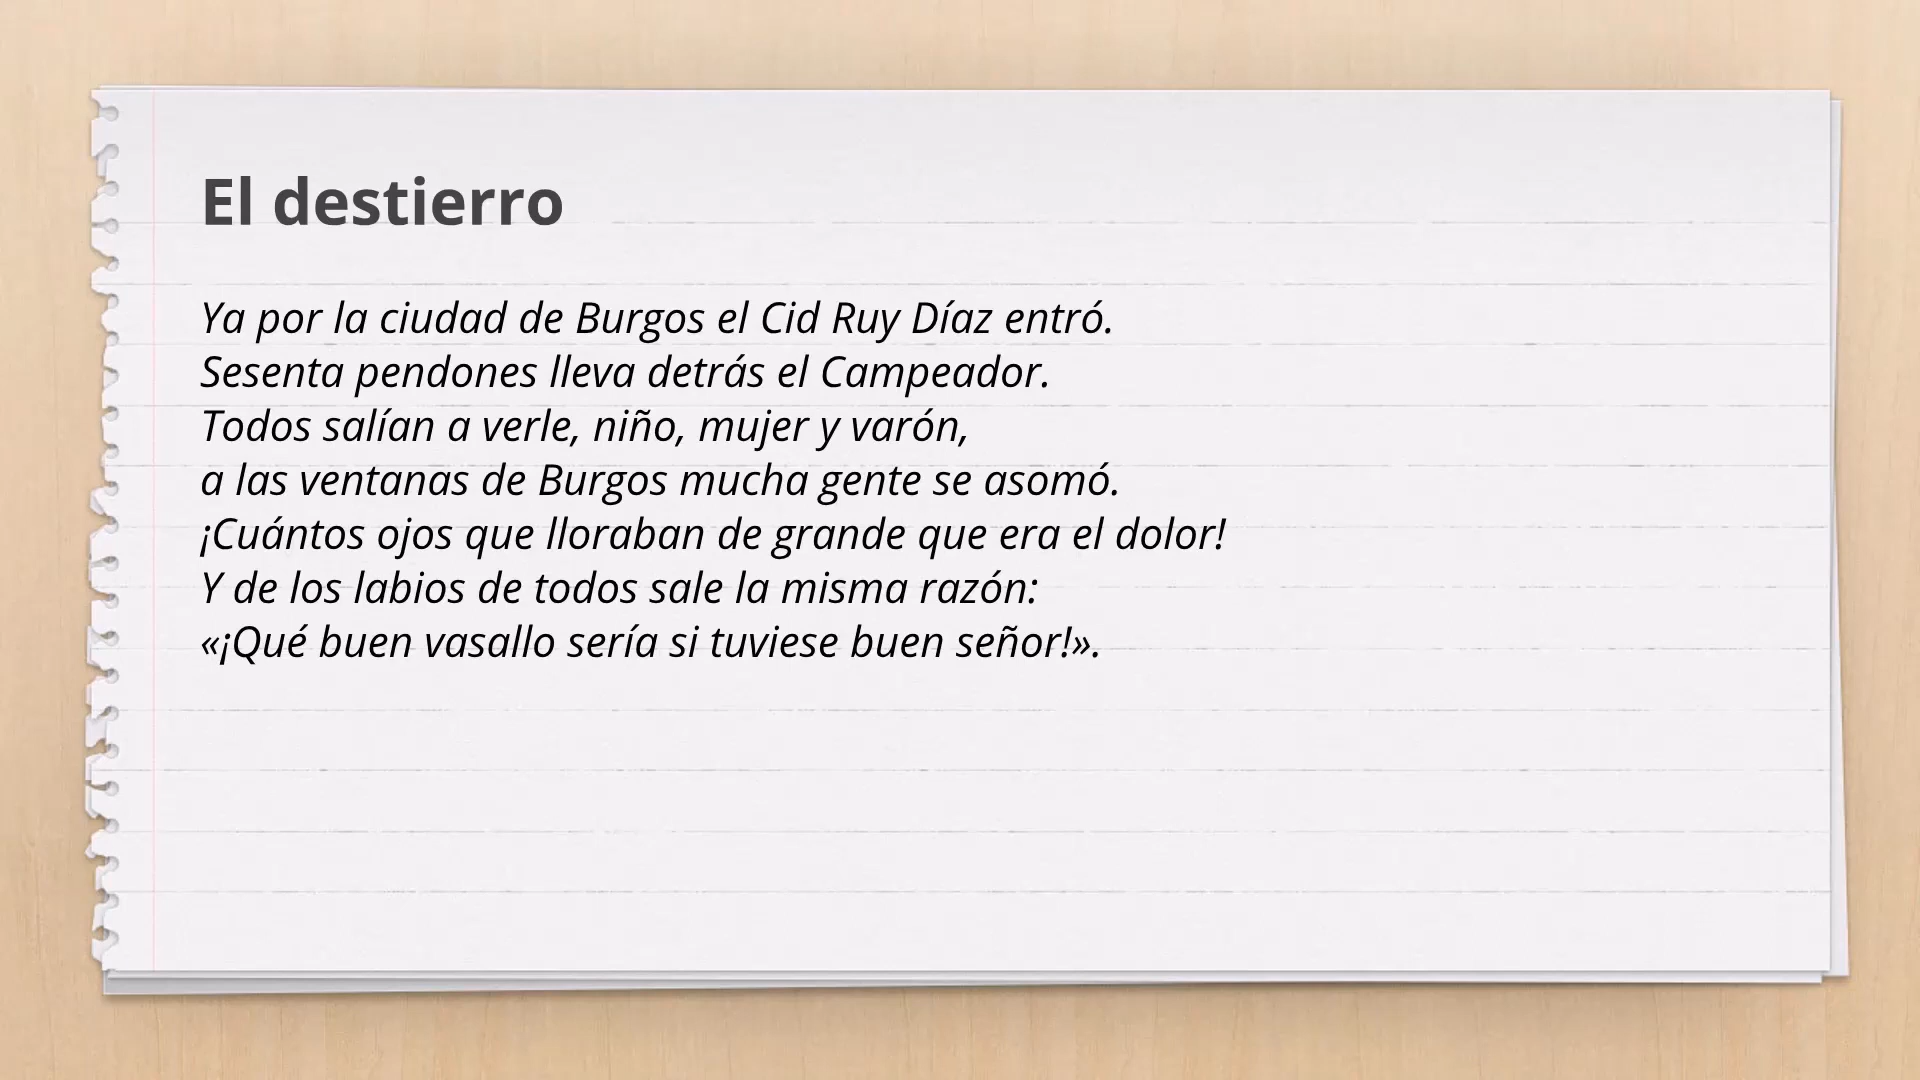 El destierro
Ya por la ciudad de Burgos el Cid Ruy Díaz entró.
Sesenta pendones lleva detrás el Campeador.
Todos salían a verle, niño, mujer y varón,
a las ventanas de Burgos mucha gente se asomó.
¡Cuántos ojos que lloraban de grande que era el dolor!
Y de los labios de todos sale la misma razón:
«¡Qué buen vasallo sería si tuviese buen señor!».